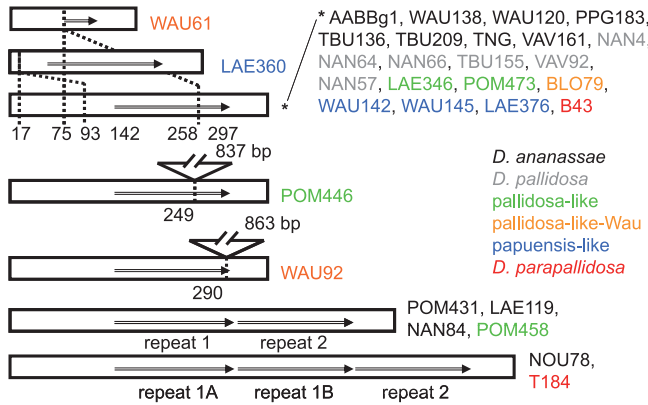 WAU61
LAE360
*
17 75 93 142 258 297
* AABBg1, WAU138, WAU120, PPG183,
TBU136, TBU209, TNG, VAV161, NAN4,
NAN64, NAN66, TBU155, VAV92,
NAN57, LAE346, POM473, BLO79,
WAU142, WAU145, LAE376, B43
837 bp
POM446
249
863 bp
WAU92
290
D. ananassae
D. pallidosa
pallidosa-like
pallidosa-like-Wau
papuensis-like
D. parapallidosa
repeat 1 repeat 2
POM431, LAE119,
NAN84, POM458
repeat 1A repeat 1B repeat 2
NOU78,
T184